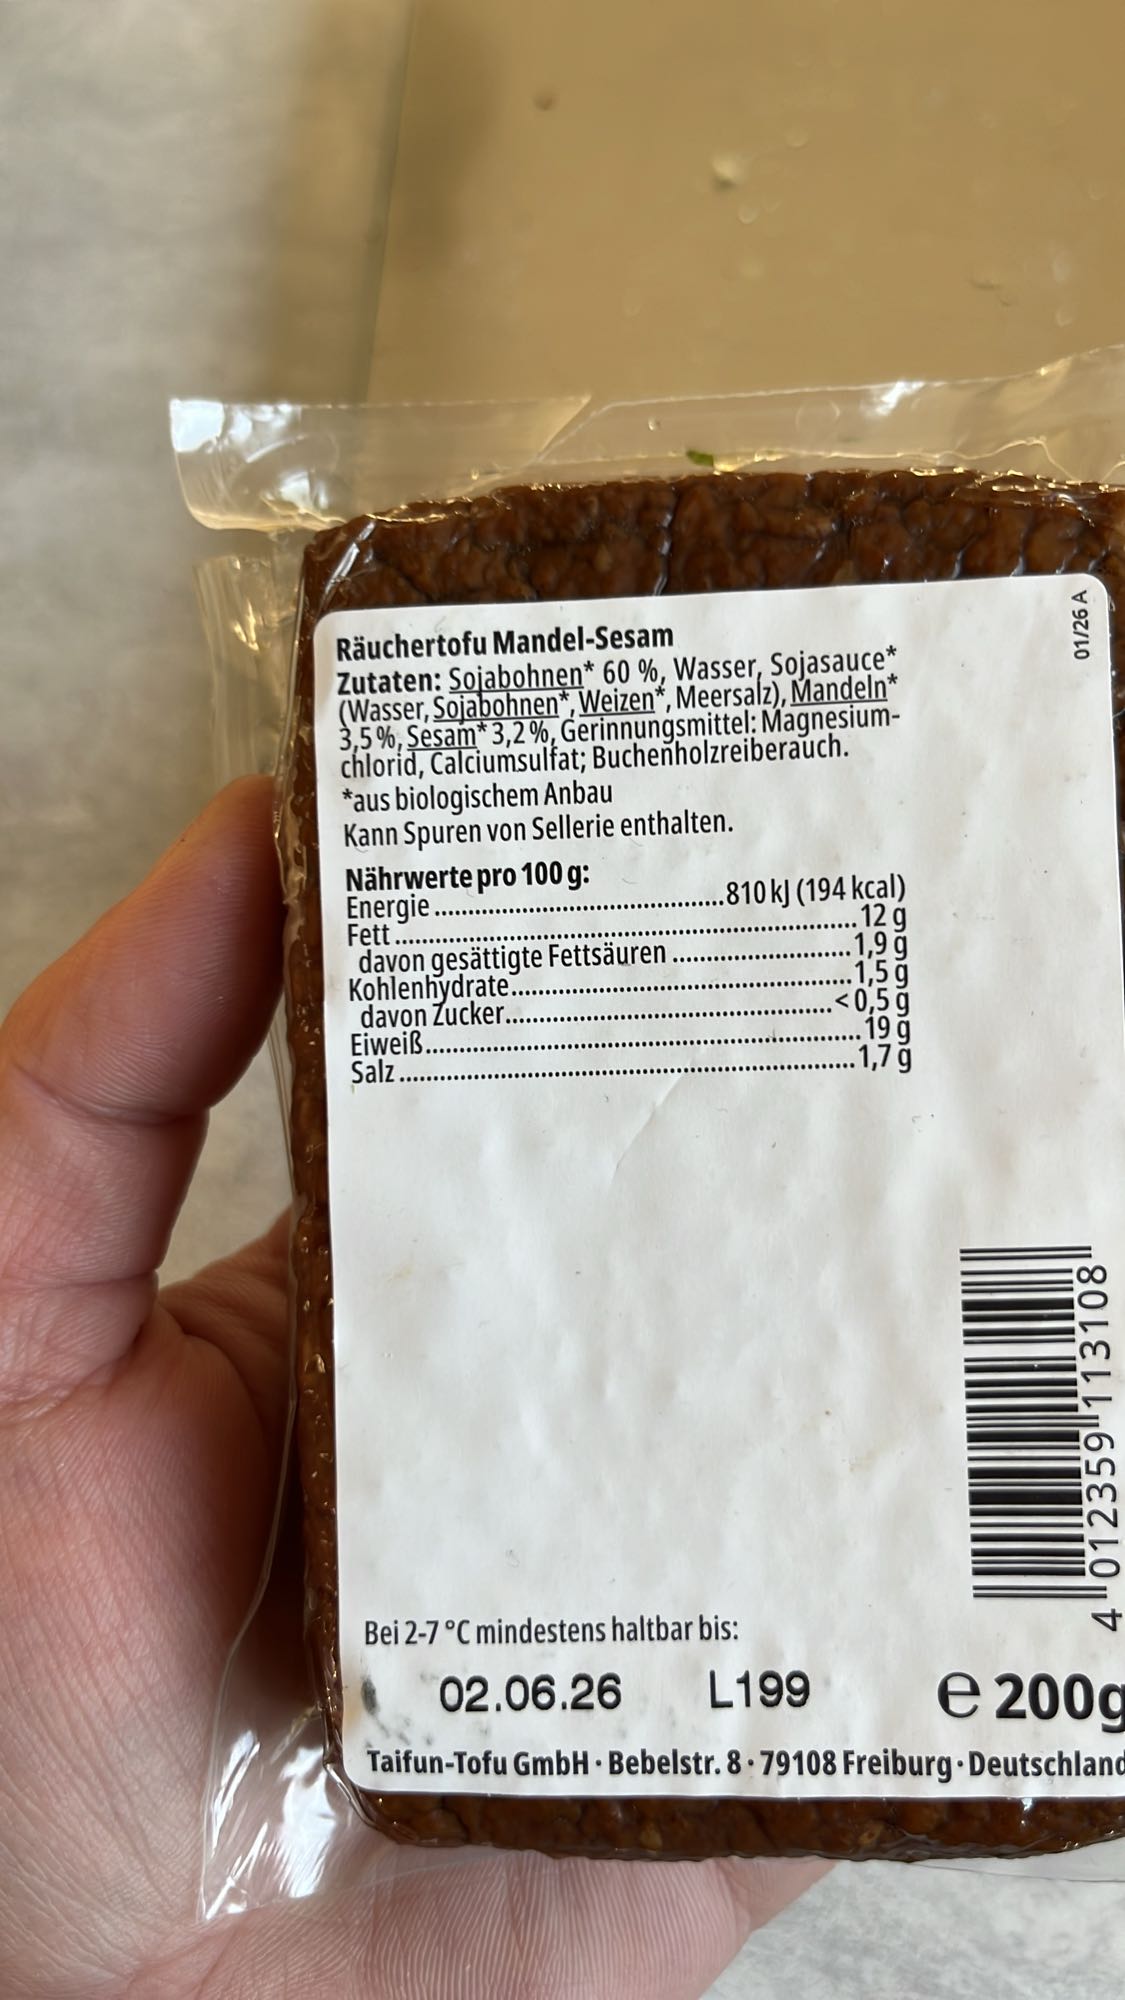 01/26 A
Räuchertofu Mandel-Sesam
Zutaten: Sojabohnen* 60 %, Wasser, Sojasauce*
(Wasser, Sojabohnen*, Weizen*, Meersalz), Mandeln*
3,5 %, Sesam* 3,2 %, Gerinnungsmittel: Magnesium-
chlorid, Calciumsulfat; Buchenholzreiberauch.
*aus biologischem Anbau
Kann Spuren von Sellerie enthalten.
Nährwerte pro 100 g:
Energie ........................................810 kJ (194 kcal)
Fett ................................................................ 12 g
davon gesättigte Fettsäuren ......................... 1,9 g
Kohlenhydrate................................................ 1,5 g
davon Zucker.............................................. < 0,5 g
Eiweiß............................................................ 19 g
Salz ............................................................... 1,7 g
4 012359 113108
Bei 2-7 °C mindestens haltbar bis:
02.06.26 L199 e 200g
Taifun-Tofu GmbH · Bebelstr. 8 · 79108 Freiburg · Deutschland